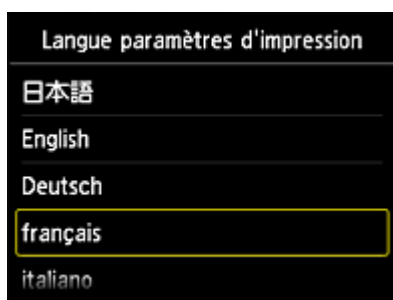 Langue paramètres d'impression
日本語
English
Deutsch
français
italiano